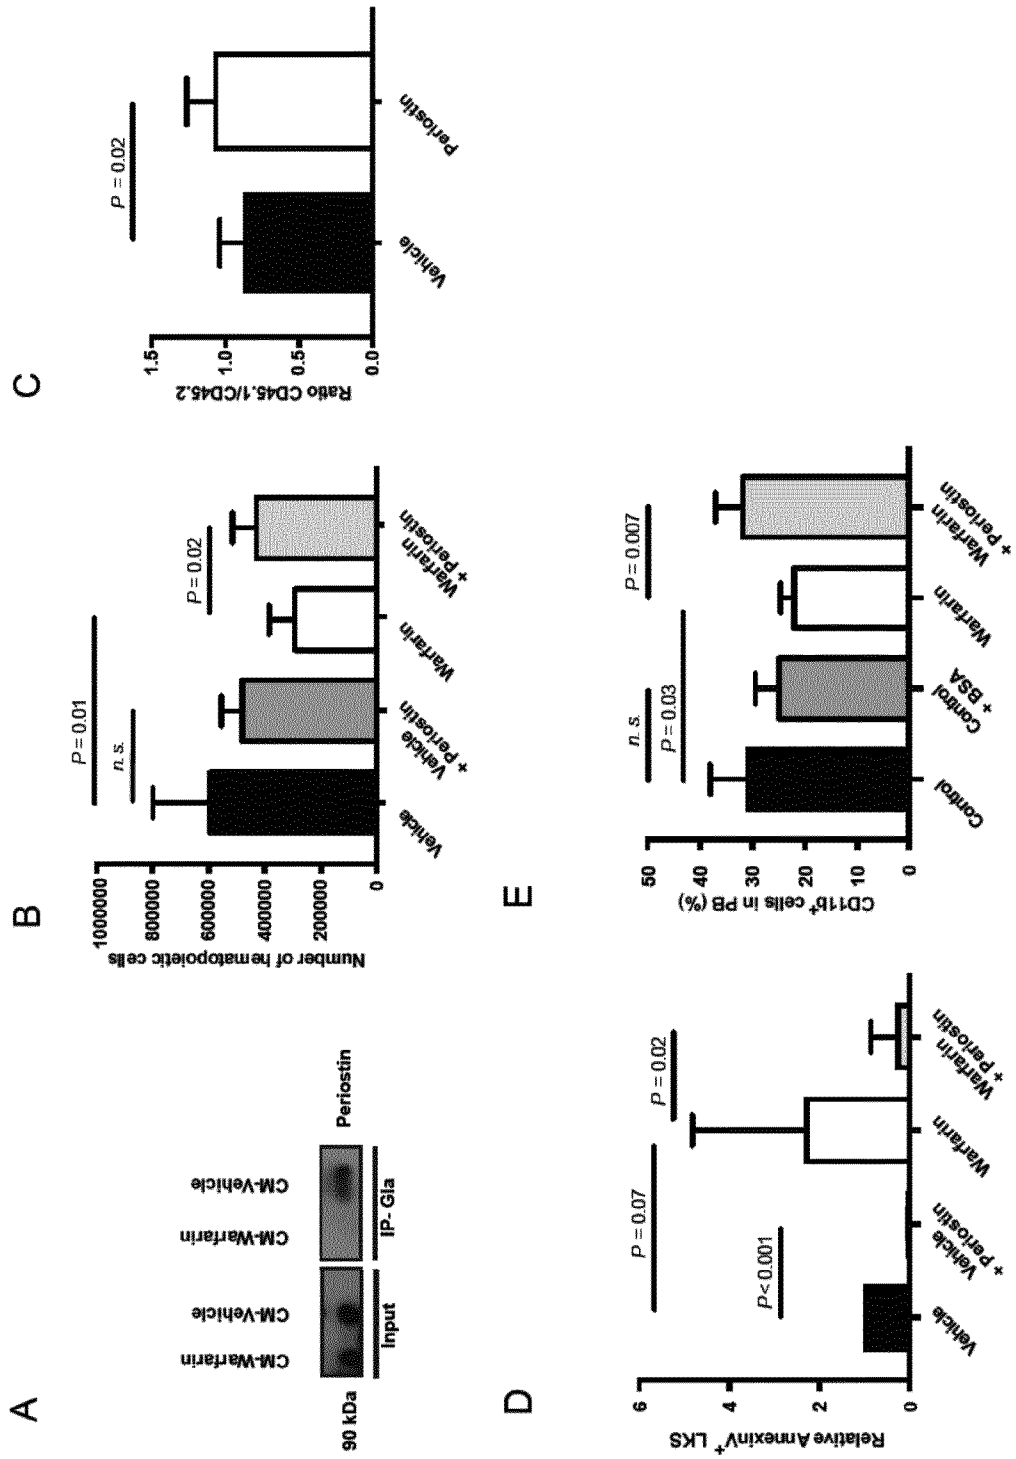 A
CM-Warfarin
CM-Vehicle
CM-Warfarin
CM-Vehicle
90 kDa
Periostin
Input
IP- Gla
B
Number of hematopoietic cells
1000000
800000
600000
400000
200000
0
P = 0.01
n. s.
P = 0.02
Vehicle
Vehicle
+ Periostin
Warfarin
Warfarin
+ Periostin
C
Ratio CD45.1/CD45.2
1.5
1.0
0.5
0.0
P = 0.02
Vehicle
Periostin
D
Relative AnnexinV+ LKS
6
4
2
0
P = 0.07
P = 0.02
P < 0.001
Vehicle
Vehicle
+ Periostin
Warfarin
Warfarin
+ Periostin
E
CD11b+ cells in PB (%)
50
40
30
20
10
0
n. s.
P = 0.007
P = 0.03
Control
Control
+ BSA
Warfarin
Warfarin
+ Periostin